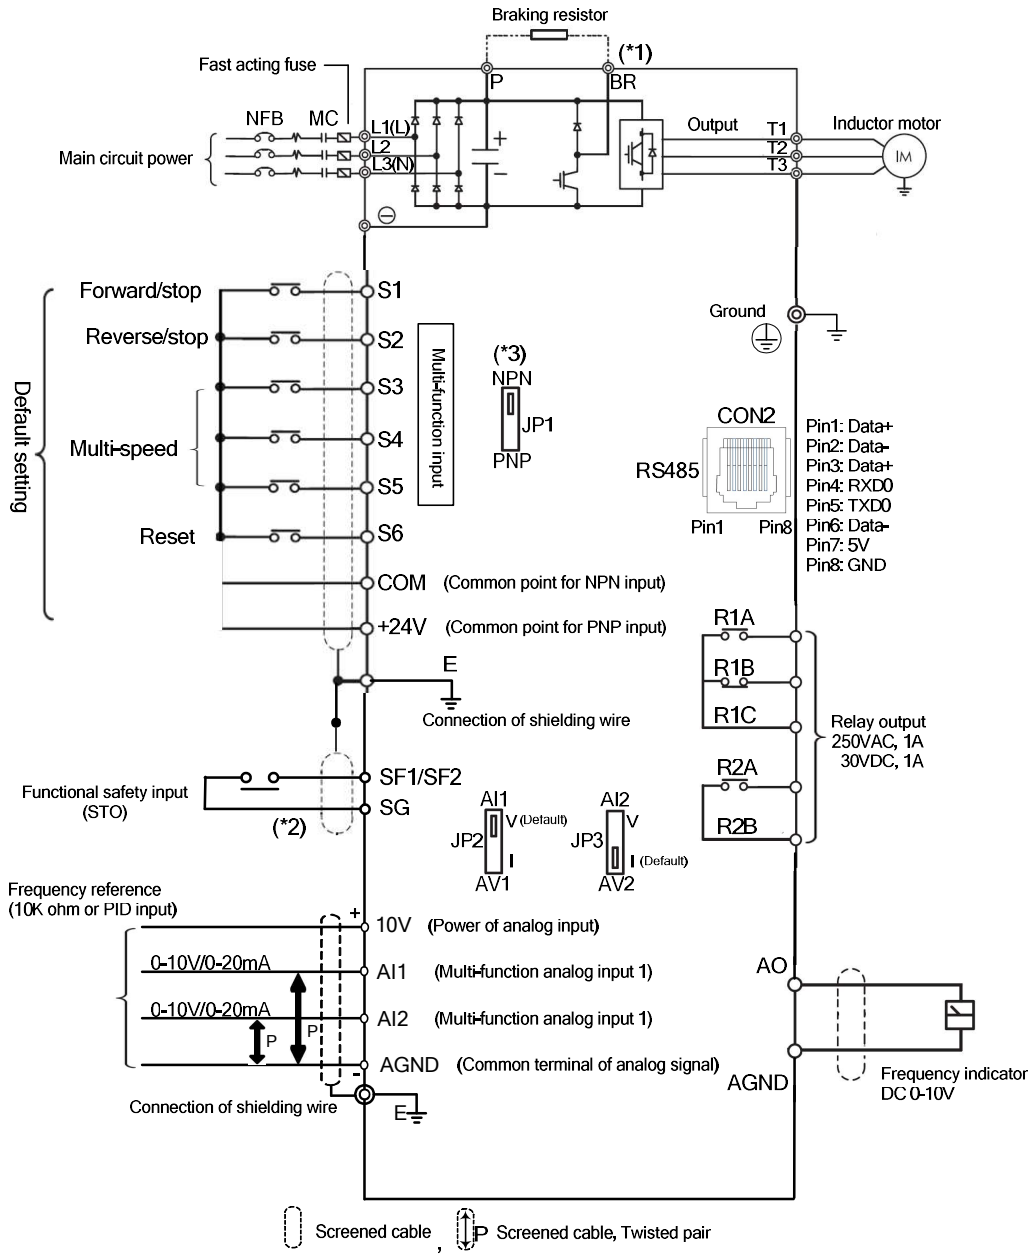 Braking resistor
(*1)
Fast acting fuse
P
BR
NFB
MC
L1(L)
L2
L3(N)
Main circuit power
+
−
Output
T1
T2
T3
Inductor motor
IM
Forward/stop
S1
Reverse/stop
S2
S3
Multi-speed
S4
S5
Reset
S6
Default setting
Multi-function input
(*3)
NPN
JP1
PNP
COM (Common point for NPN input)
+24V (Common point for PNP input)
E
Connection of shielding wire
Ground
CON2
RS485
Pin1
Pin8
Pin1: Data+
Pin2: Data-
Pin3: Data+
Pin4: RXD0
Pin5: TXD0
Pin6: Data-
Pin7: 5V
Pin8: GND
R1A
R1B
R1C
R2A
R2B
Relay output
250VAC, 1A
30VDC, 1A
Functional safety input
(STO)
(*2)
SF1/SF2
SG
AI1
V (Default)
JP2
I
AV1
AI2
V
JP3
I (Default)
AV2
Frequency reference
(10K ohm or PID input)
+
10V (Power of analog input)
0-10V/0-20mA
AI1 (Multi-function analog input 1)
0-10V/0-20mA
AI2 (Multi-function analog input 1)
P
P
AGND (Common terminal of analog signal)
-
Connection of shielding wire
E
AO
AGND
Frequency indicator
DC 0-10V
Screened cable , P Screened cable, Twisted pair